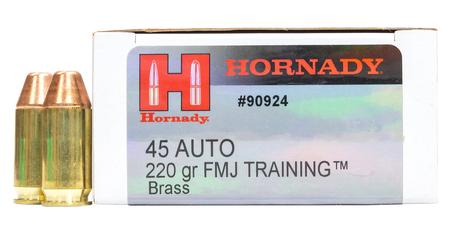 H
HORNADY
Hornady.
#90924
45 AUTO
220 gr FMJ TRAINING™
Brass